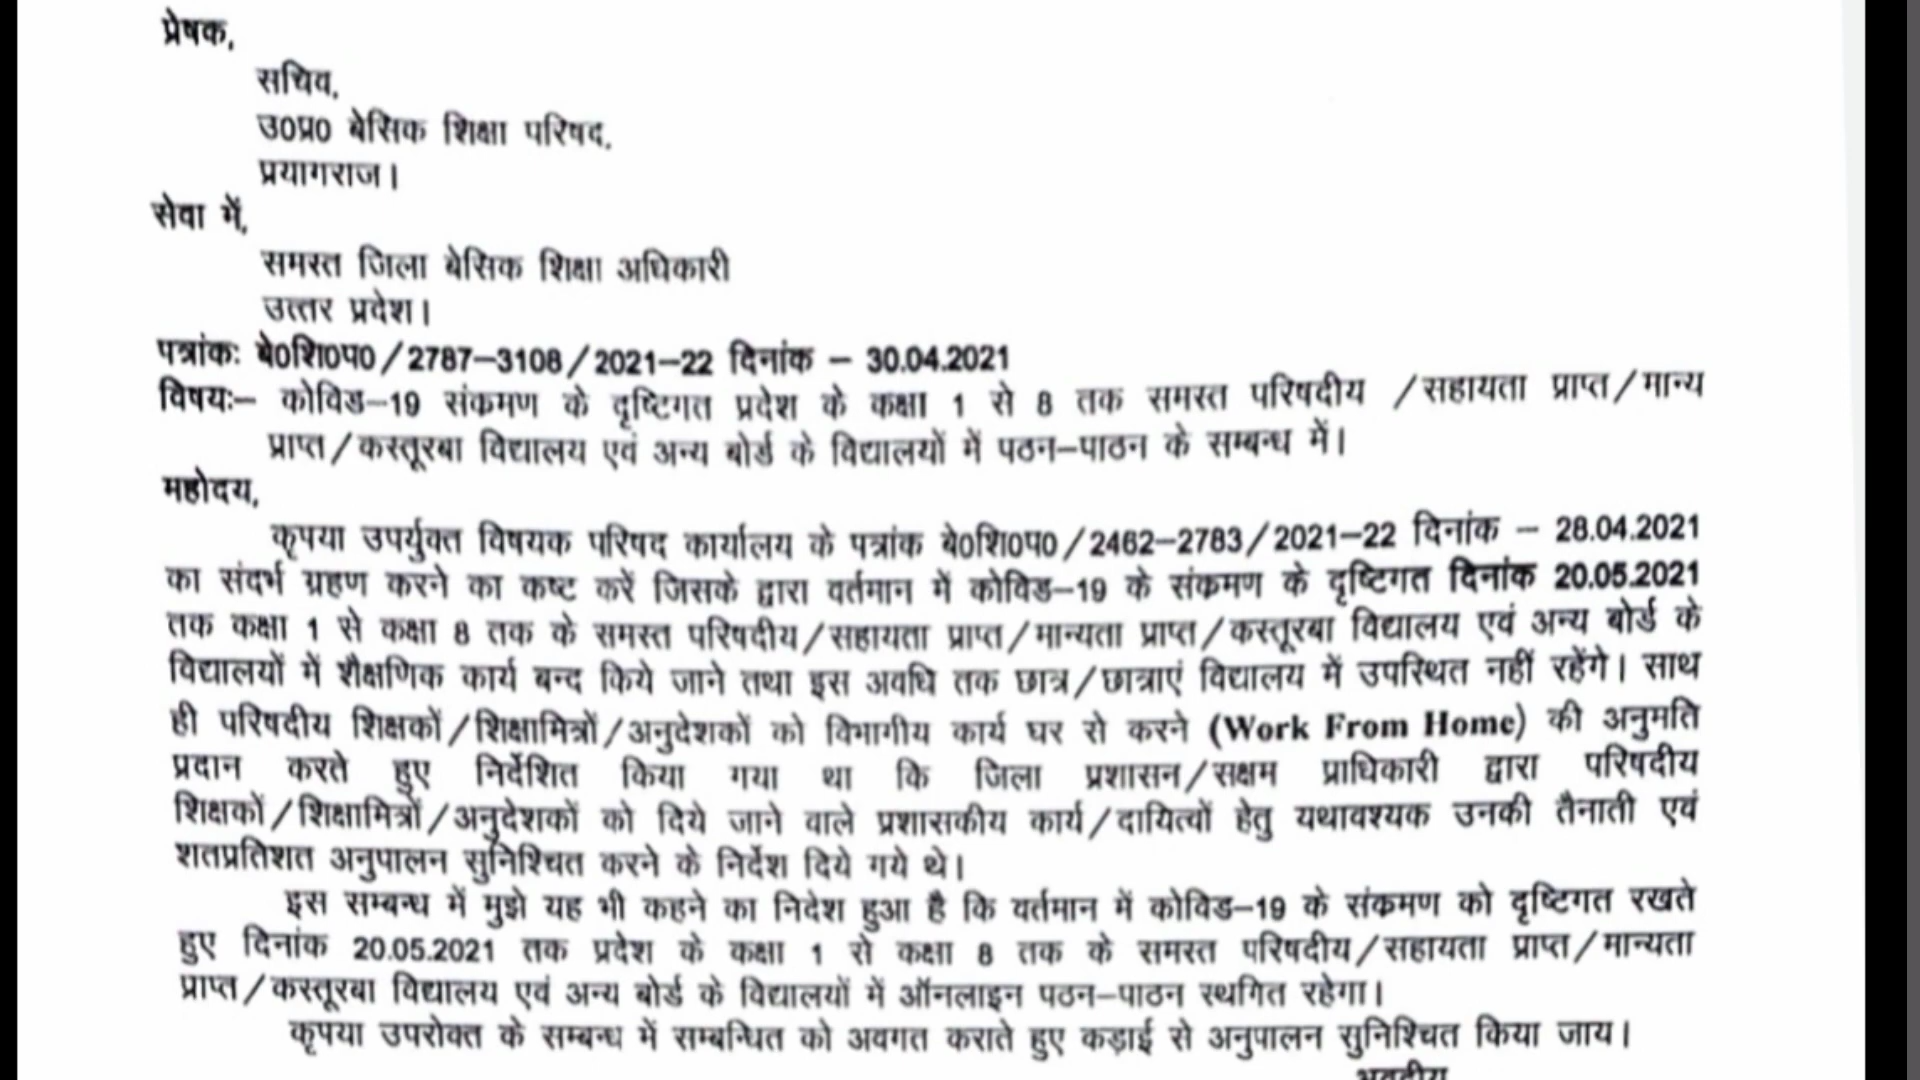 प्रेषक,
सचिव,
उ0प्र0 बेसिक शिक्षा परिषद,
प्रयागराज।
सेवा में,
समस्त जिला बेसिक शिक्षा अधिकारी
उत्तर प्रदेश।
पत्रांकः बे0शि0प0/2787–3108/2021–22 दिनांक – 30.04.2021
विषयः– कोविड–19 संक्रमण के दृष्टिगत प्रदेश के कक्षा 1 से 8 तक समस्त परिषदीय /सहायता प्राप्त/मान्य
प्राप्त/कस्तूरबा विद्यालय एवं अन्य बोर्ड के विद्यालयों में पठन–पाठन के सम्बन्ध में।
महोदय,
कृपया उपर्युक्त विषयक परिषद कार्यालय के पत्रांक बे0शि0प0/2462–2783/2021–22 दिनांक – 28.04.2021
का संदर्भ ग्रहण करने का कष्ट करें जिसके द्वारा वर्तमान में कोविड–19 के संक्रमण के दृष्टिगत दिनांक 20.05.2021
तक कक्षा 1 से कक्षा 8 तक के समस्त परिषदीय/सहायता प्राप्त/मान्यता प्राप्त/कस्तूरबा विद्यालय एवं अन्य बोर्ड के
विद्यालयों में शैक्षणिक कार्य बन्द किये जाने तथा इस अवधि तक छात्र/छात्राएं विद्यालय में उपस्थित नहीं रहेंगे। साथ
ही परिषदीय शिक्षकों/शिक्षामित्रों/अनुदेशकों को विभागीय कार्य घर से करने (Work From Home) की अनुमति
प्रदान करते हुए निर्देशित किया गया था कि जिला प्रशासन/सक्षम प्राधिकारी द्वारा परिषदीय
शिक्षकों/शिक्षामित्रों/अनुदेशकों को दिये जाने वाले प्रशासकीय कार्य/दायित्वों हेतु यथावश्यक उनकी तैनाती एवं
शतप्रतिशत अनुपालन सुनिश्चित करने के निर्देश दिये गये थे।
इस सम्बन्ध में मुझे यह भी कहने का निदेश हुआ है कि वर्तमान में कोविड–19 के संक्रमण को दृष्टिगत रखते
हुए दिनांक 20.05.2021 तक प्रदेश के कक्षा 1 से कक्षा 8 तक के समस्त परिषदीय/सहायता प्राप्त/मान्यता
प्राप्त/कस्तूरबा विद्यालय एवं अन्य बोर्ड के विद्यालयों में ऑनलाइन पठन–पाठन स्थगित रहेगा।
कृपया उपरोक्त के सम्बन्ध में सम्बन्धित को अवगत कराते हुए कड़ाई से अनुपालन सुनिश्चित किया जाय।